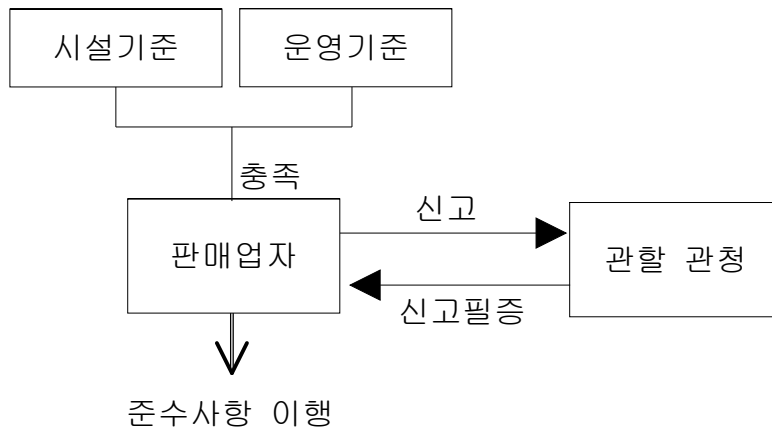 시설기준
운영기준
충족
신고
판매업자
관할 관청
신고필증
준수사항 이행